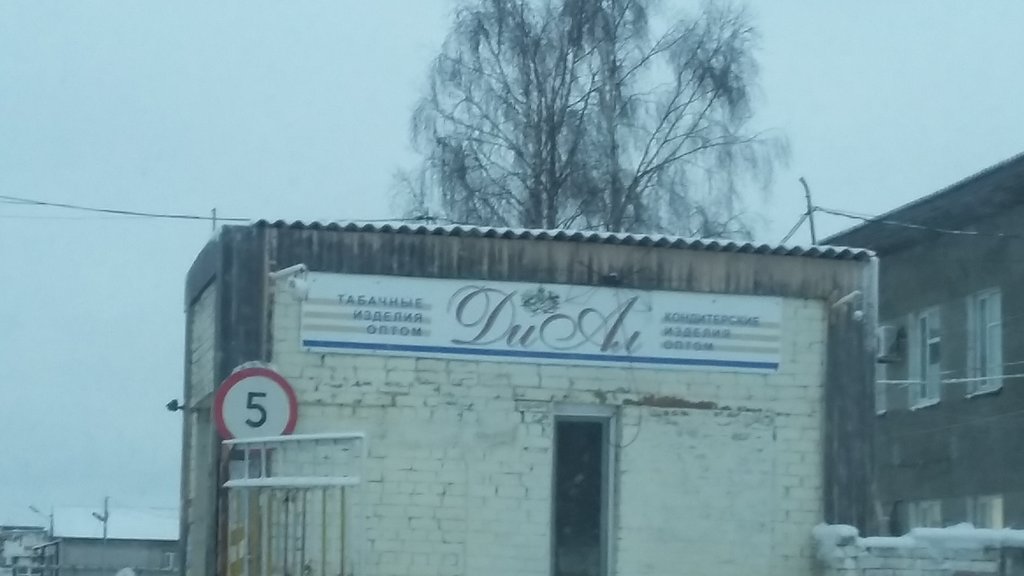 ТАБАЧНЫЕ
ИЗДЕЛИЯ
ОПТОМ
ДиАл
КОНДИТЕРСКИЕ
ИЗДЕЛИЯ
ОПТОМ
5